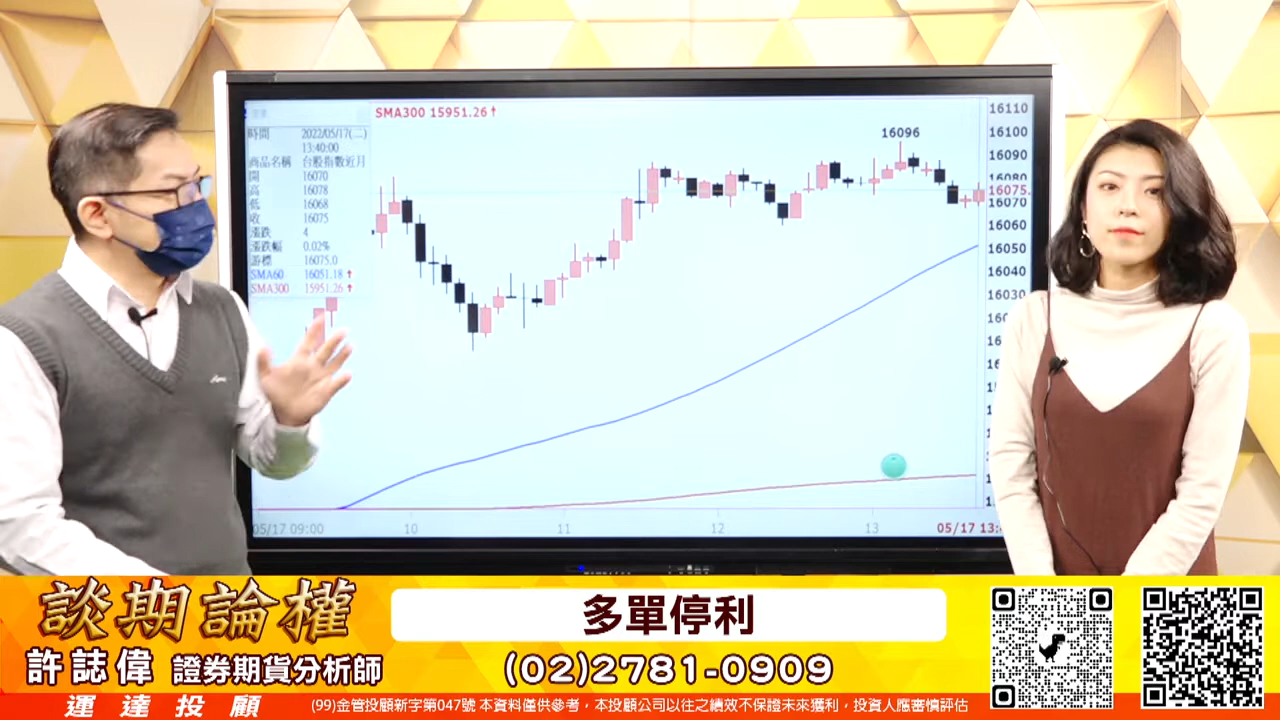 SMA300 15951.26↑
時間 2022/05/17(二)
13:40:00
商品名稱 台股指數近月
開 16070
高 16078
低 16068
收 16075
漲跌 4
漲跌幅 0.02%
游標 16075.0
SMA60 16051.18↑
SMA300 15951.26↑
16096
16110
16100
16090
16080
16075.
16070
16060
16050
16040
16030
05/17 09:00 10 11 12 13 05/17 13:
談期論權
許誌偉 證券期貨分析師
多單停利
(02)2781-0909
運達投顧 (99)金管投顧新字第047號 本資料僅供參考，本投顧公司以往之績效不保證未來獲利，投資人應審慎評估